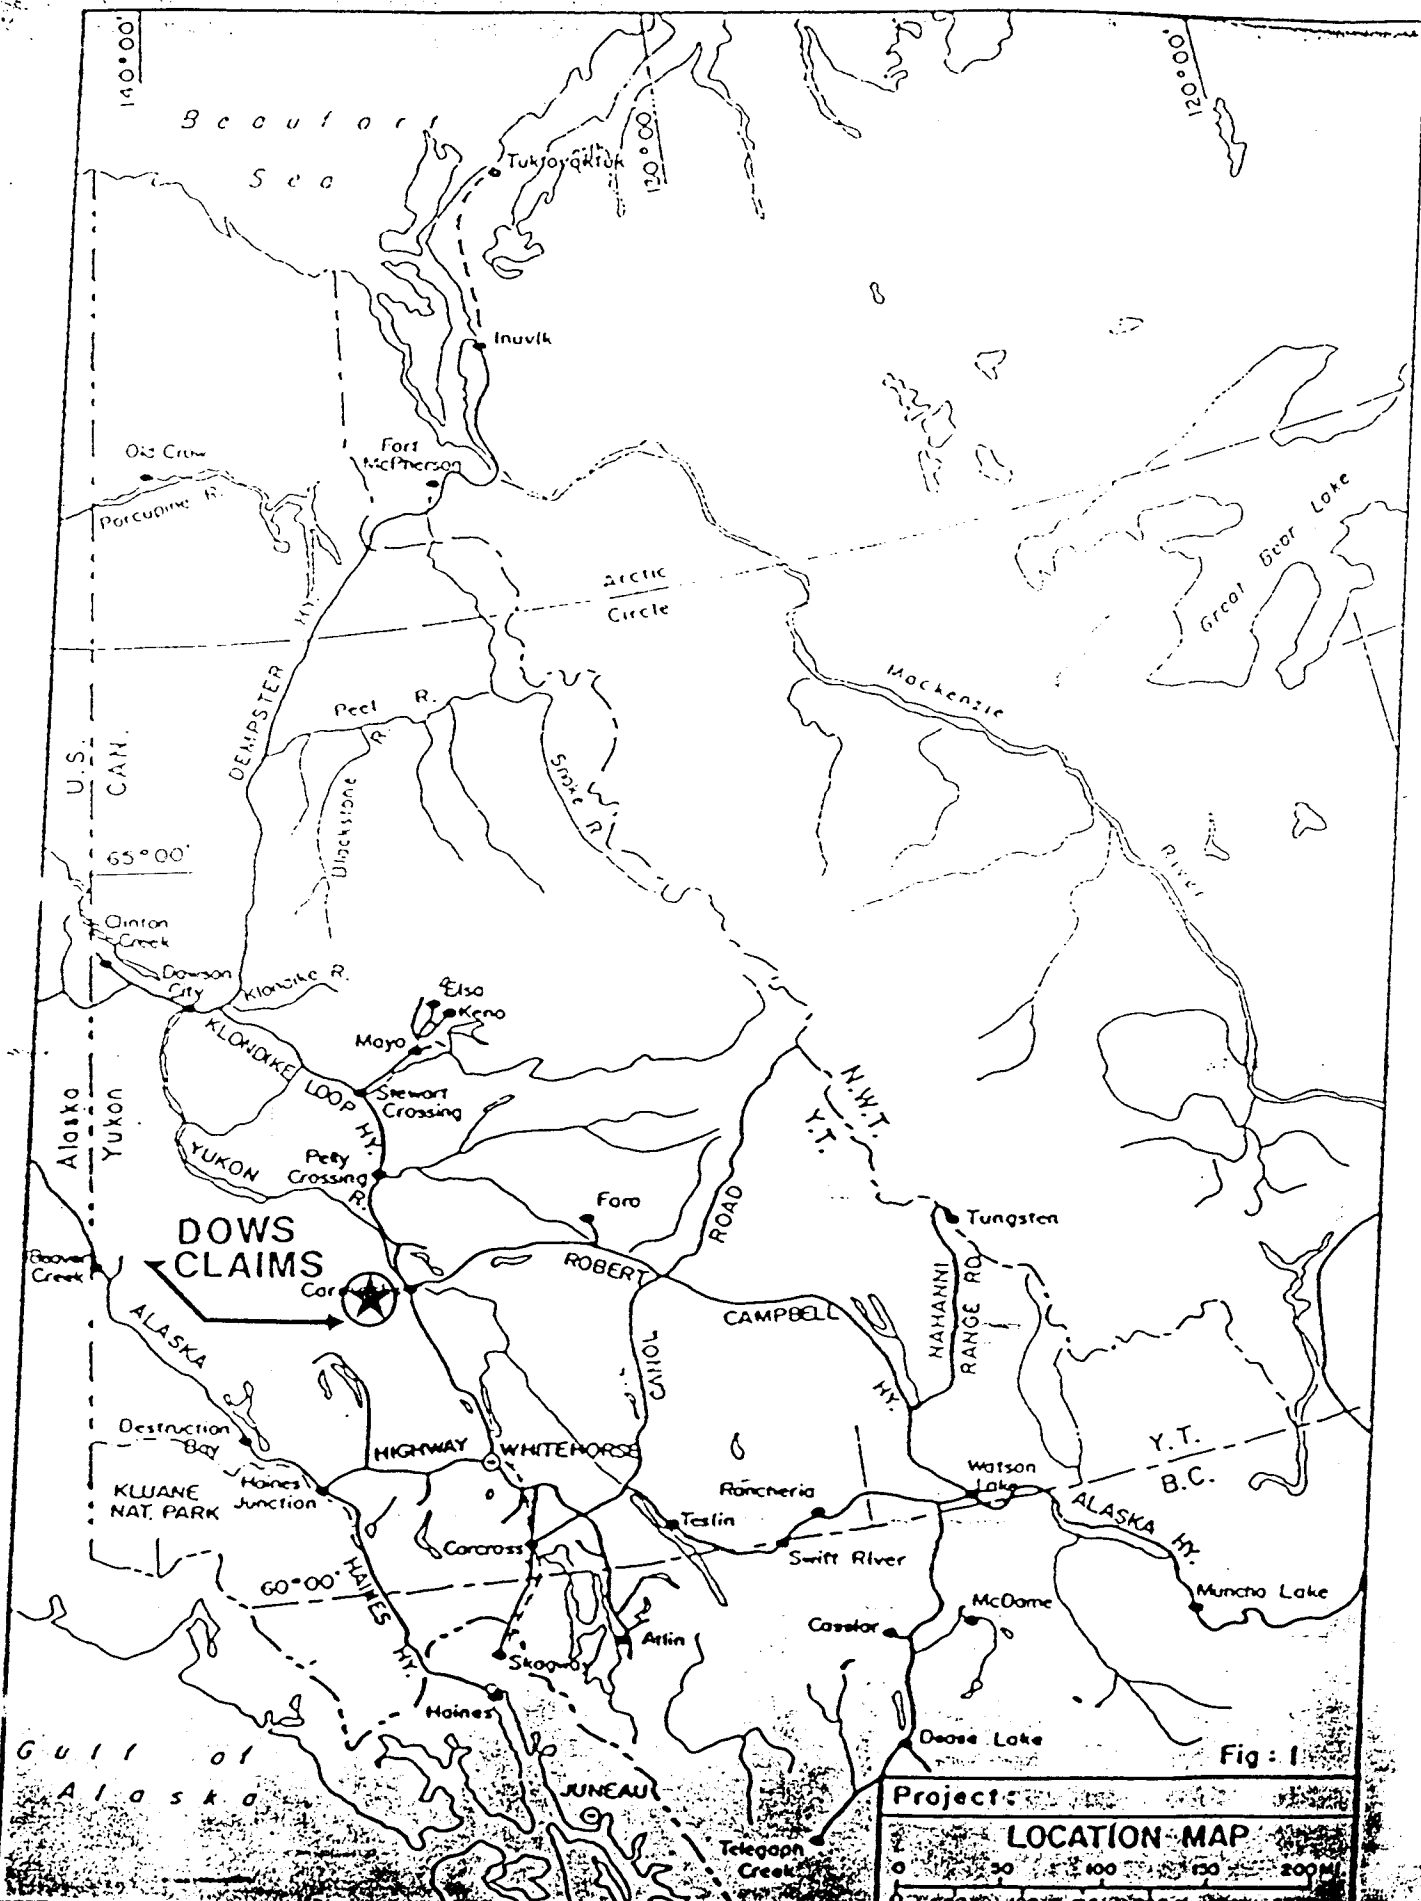 140°00'
130°00
120°00'
Beaufort
Sea
Tuktoyaktuk
Inuvik
Old Crow
Fort
McPherson
Porcupine R.
Great Bear Lake
Arctic
Circle
DEMPSTER HY.
Mackenzie
River
Peel R.
Blackstone R.
Snake R.
U.S.
CAN.
65°00'
Clinton
Creek
Dawson
City
Klondike R.
Elsa
Keno
Mayo
KLONDIKE LOOP HY.
Stewart
Crossing
Alaska
Yukon
N.W.T.
Y.T.
YUKON R.
Pelly
Crossing
Faro
ROAD
Tungsten
DOWS
CLAIMS
Beaver
Creek
ROBERT CAMPBELL HY.
NAHANNI
RANGE RD.
ALASKA
CANOL
Destruction
Bay
HIGHWAY
WHITEHORSE
Y.T.
B.C.
KLUANE
NAT. PARK
Haines
Junction
Rancheria
Watson
Lake
Teslin
ALASKA HY.
Carcross
Swift River
60°00'
HAINES HY.
Muncho Lake
McDame
Cassiar
Atlin
Skagway
Haines
Dease Lake
Gulf of
Alaska
JUNEAU
Fig: 1
Project:
Telegaph
Creek
LOCATION MAP
0 50 100 150 200 MI